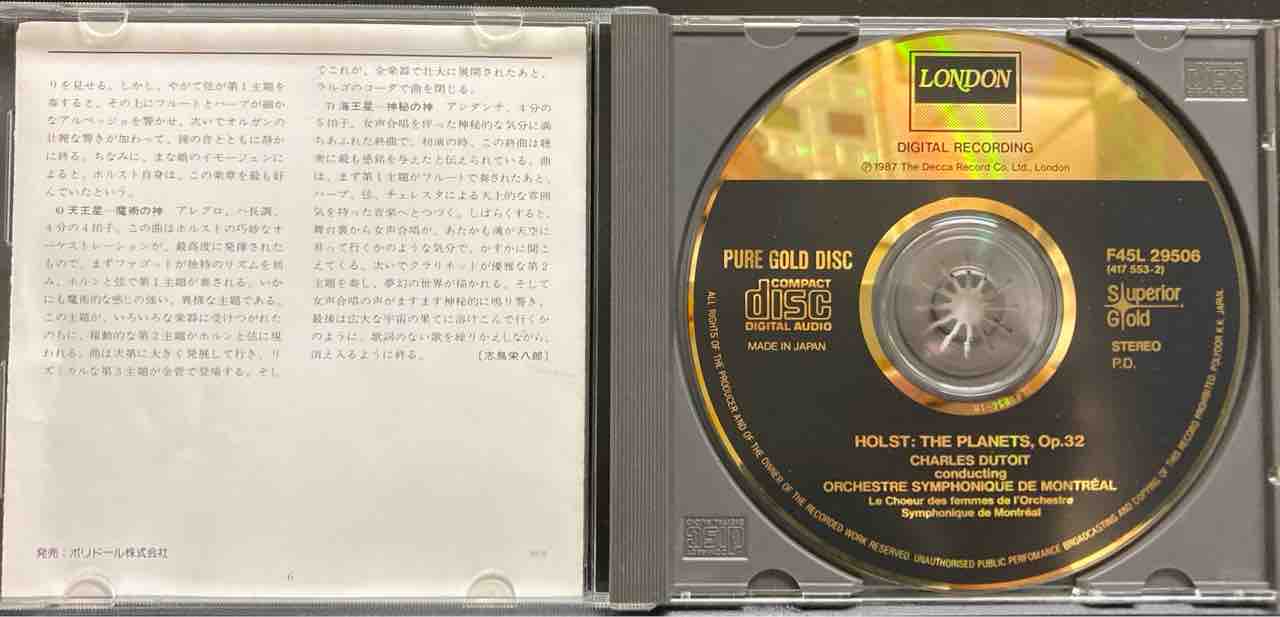 りを見せる。しかし、やがて弦が第1主題を
奏すると、その上にフルートとハープが細か
なアルペッジョを響かせ、次いでオルガンの
壮麗な響きが加わって、鐘の音とともに静か
に終る。ちなみに、まな娘のイモージェンに
よると、ホルスト自身は、この楽章を最も好
んでいたという。
6) 天王星―魔術の神 アレグロ、ハ長調、
4分の4拍子。この曲はホルストの巧妙なオ
ーケストレーションが、最高度に発揮された
もので、まずファゴットが独特のリズムを刻
み、ホルンと弦で第1主題が奏される。いか
にも魔術的な感じの強い、異様な主題である。
この主題が、いろいろな楽器に受けつがれた
のちに、躍動的な第2主題がホルンと弦に現
われる。曲は次第に大きく発展して行き、リ
ズミカルな第3主題が金管で登場する。そし
てこれが、全楽器で壮大に展開されたあと、
ラルゴのコーダで曲を閉じる。
7) 海王星―神秘の神 アンダンテ、4分の
5拍子。女声合唱を伴った神秘的な気分に満
ちあふれた終曲で、初演の時、この終曲は聴
衆に最も感銘を与えたと伝えられている。曲
は、まず第1主題がフルートで奏されたあと、
ハープ、弦、チェレスタによる天上的な雰囲
気を持った音楽へとつづく。しばらくすると、
舞台裏から女声合唱が、あたかも魂が天空に
昇って行くかのような気分で、かすかに聞こ
えてくる。次いでクラリネットが優雅な第2
主題を奏し、夢幻の世界が描かれる。そして
女声合唱の声がますます神秘的に鳴り響き、
最後は広大な宇宙の果てに溶けこんで行くか
のように、歌詞のない歌を繰りかえしながら、
消え入るように終る。 〔志鳥栄八郎〕
発売：ポリドール株式会社
6
LONDON
DIGITAL RECORDING
Ⓟ1987 The Decca Record Co. Ltd., London
PURE GOLD DISC
COMPACT
disc
DIGITAL AUDIO
MADE IN JAPAN
F45L 29506
(417 553-2)
Superior
Gold
STEREO
P.D.
HOLST: THE PLANETS, Op.32
CHARLES DUTOIT
conducting
ORCHESTRE SYMPHONIQUE DE MONTRÉAL
Le Choeur des femmes de l'Orchestre
Symphonique de Montréal
ALL RIGHTS OF THE PRODUCER AND OF THE OWNER OF THE RECORDED WORK RESERVED. UNAUTHORISED PUBLIC PERFOMANCE BROADCASTING AND COPYING OF THIS RECORD PROHIBITED. POLYDOR K.K. JAPAN.